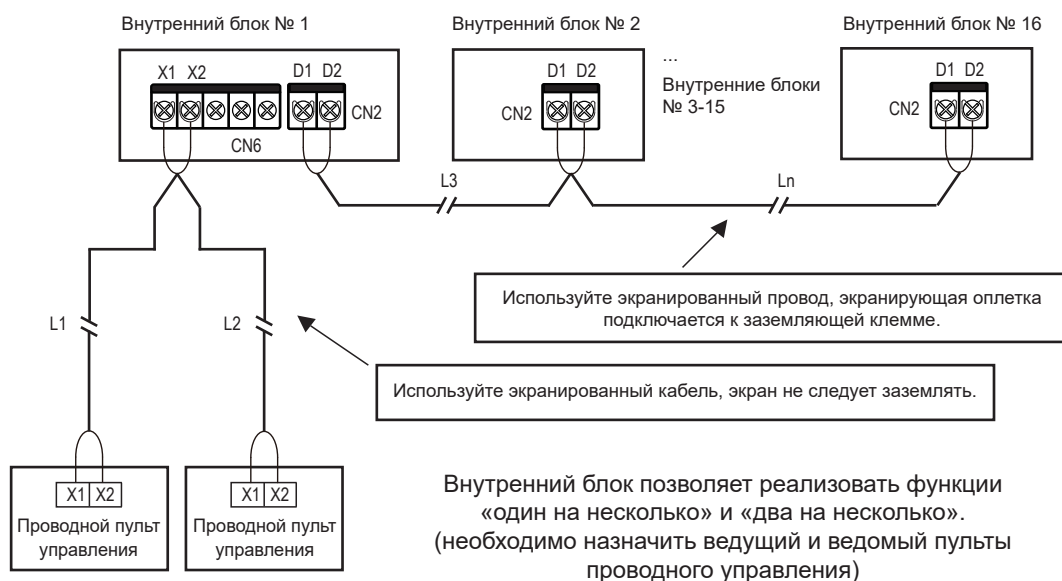 Внутренний блок № 1
Внутренний блок № 2
Внутренний блок № 16
X1 X2
D1 D2
CN2
CN6
D1 D2
CN2
...
Внутренние блоки
№ 3-15
D1 D2
CN2
L3
Ln
L1
L2
Используйте экранированный провод, экранирующая оплетка
подключается к заземляющей клемме.
Используйте экранированный кабель, экран не следует заземлять.
X1 X2
Проводной пульт
управления
X1 X2
Проводной пульт
управления
Внутренний блок позволяет реализовать функции
«один на несколько» и «два на несколько».
(необходимо назначить ведущий и ведомый пульты
проводного управления)